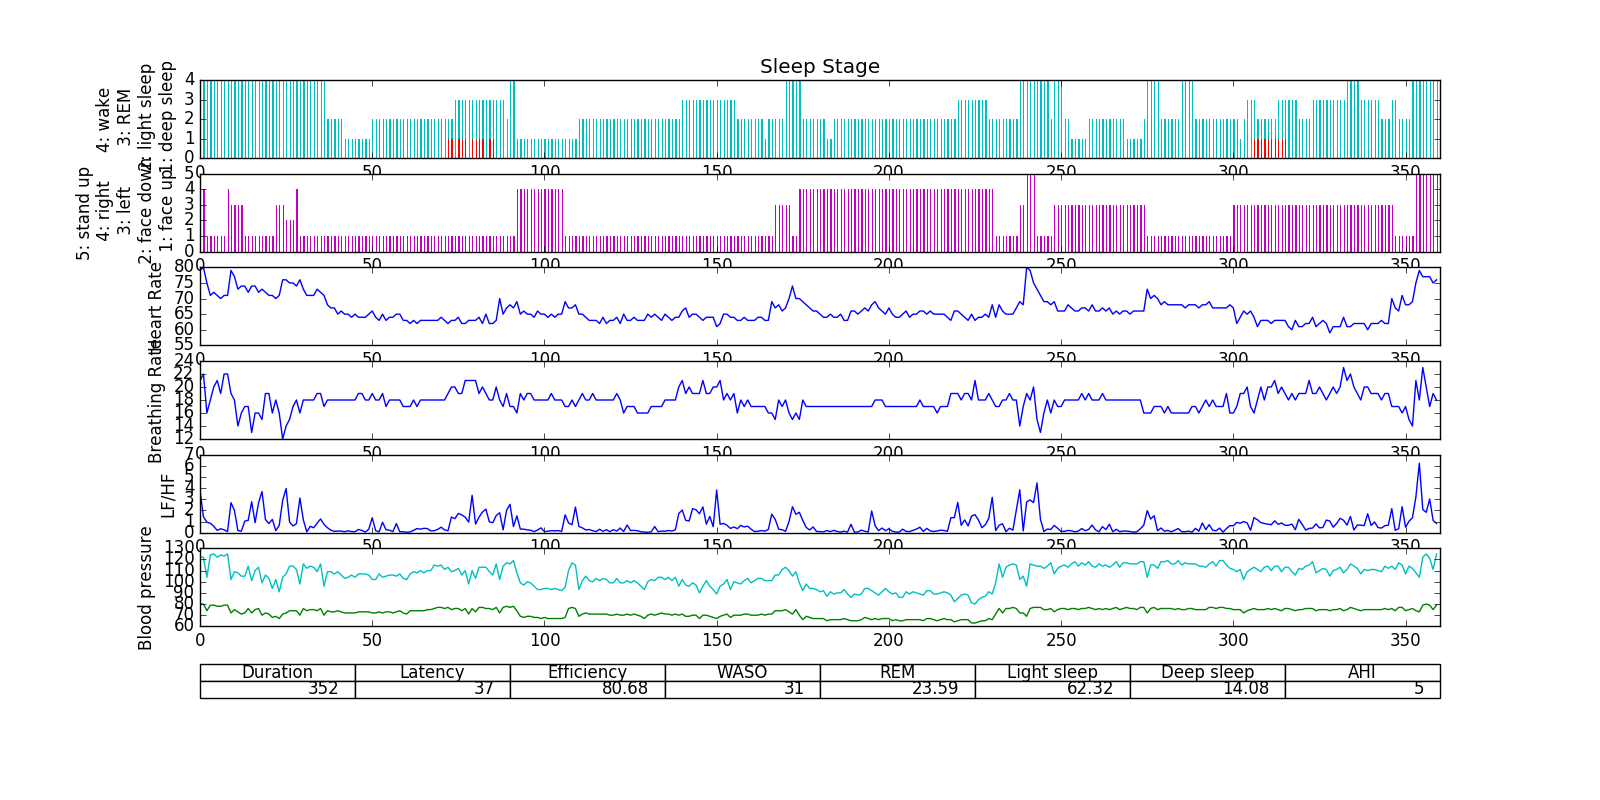 Sleep Stage
4: wake
3: REM
2: light sleep
1: deep sleep
4
3
2
1
0
0 50 100 150 200 250 300 350
5: stand up
4: right
3: left
2: face down
1: face up
5
4
3
2
1
0
0 50 100 150 200 250 300 350
Heart Rate
80
75
70
65
60
55
0 50 100 150 200 250 300 350
Breathing Rate
24
22
20
18
16
14
12
0 50 100 150 200 250 300 350
LF/HF
7
6
5
4
3
2
1
0
0 50 100 150 200 250 300 350
Blood pressure
130
120
110
100
90
80
70
60
0 50 100 150 200 250 300 350
Duration Latency Efficiency WASO REM Light sleep Deep sleep AHI
352 37 80.68 31 23.59 62.32 14.08 5